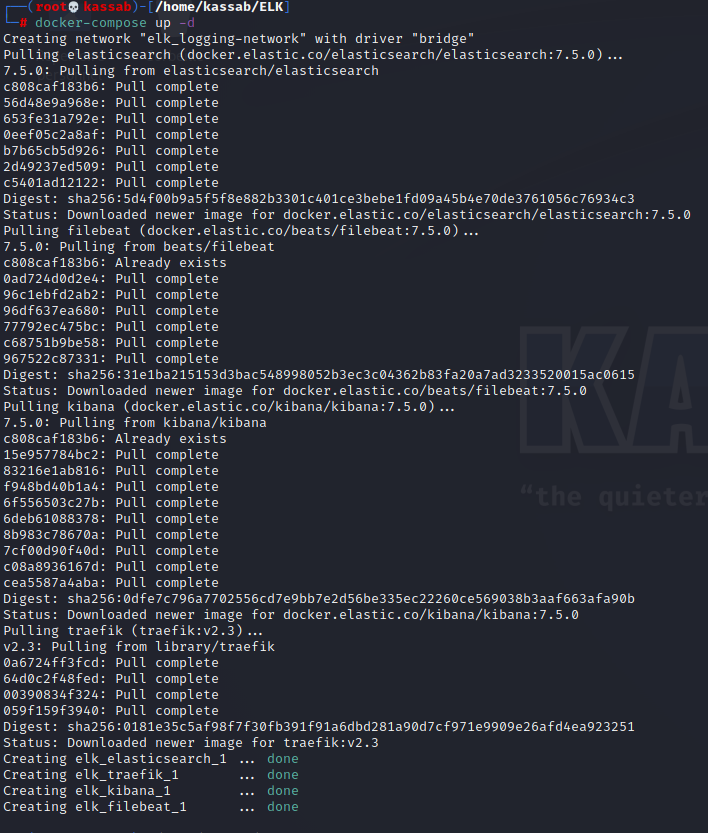 ┌──(root💀kassab)-[/home/kassab/ELK]
└─# docker-compose up -d
Creating network "elk_logging-network" with driver "bridge"
Pulling elasticsearch (docker.elastic.co/elasticsearch/elasticsearch:7.5.0)...
7.5.0: Pulling from elasticsearch/elasticsearch
c808caf183b6: Pull complete
56d48e9a968e: Pull complete
653fe31a792e: Pull complete
0eef05c2a8af: Pull complete
b7b65cb5d926: Pull complete
2d49237ed509: Pull complete
c5401ad12122: Pull complete
Digest: sha256:5d4f00b9a5f5f8e882b3301c401ce3bebe1fd09a45b4e70de3761056c76934c3
Status: Downloaded newer image for docker.elastic.co/elasticsearch/elasticsearch:7.5.0
Pulling filebeat (docker.elastic.co/beats/filebeat:7.5.0)...
7.5.0: Pulling from beats/filebeat
c808caf183b6: Already exists
0ad724d0d2e4: Pull complete
96c1ebfd2ab2: Pull complete
96df637ea680: Pull complete
77792ec475bc: Pull complete
c68751b9be58: Pull complete
967522c87331: Pull complete
Digest: sha256:31e1ba215153d3bac548998052b3ec3c04362b83fa20a7ad3233520015ac0615
Status: Downloaded newer image for docker.elastic.co/beats/filebeat:7.5.0
Pulling kibana (docker.elastic.co/kibana/kibana:7.5.0)...
7.5.0: Pulling from kibana/kibana
c808caf183b6: Already exists
15e957784bc2: Pull complete
83216e1ab816: Pull complete
f948bd40b1a4: Pull complete
6f556503c27b: Pull complete
6deb61088378: Pull complete
8b983c78670a: Pull complete
7cf00d90f40d: Pull complete
c08a8936167d: Pull complete
cea5587a4aba: Pull complete
Digest: sha256:0dfe7c796a7702556cd7e9bb7e2d56be335ec22260ce569038b3aaf663afa90b
Status: Downloaded newer image for docker.elastic.co/kibana/kibana:7.5.0
Pulling traefik (traefik:v2.3)...
v2.3: Pulling from library/traefik
0a6724ff3fcd: Pull complete
64d0c2f48fed: Pull complete
00390834f324: Pull complete
059f159f3940: Pull complete
Digest: sha256:0181e35c5af98f7f30fb391f91a6dbd281a90d7cf971e9909e26afd4ea923251
Status: Downloaded newer image for traefik:v2.3
Creating elk_elasticsearch_1 ... done
Creating elk_traefik_1 ... done
Creating elk_kibana_1 ... done
Creating elk_filebeat_1 ... done
KA
“the quieter